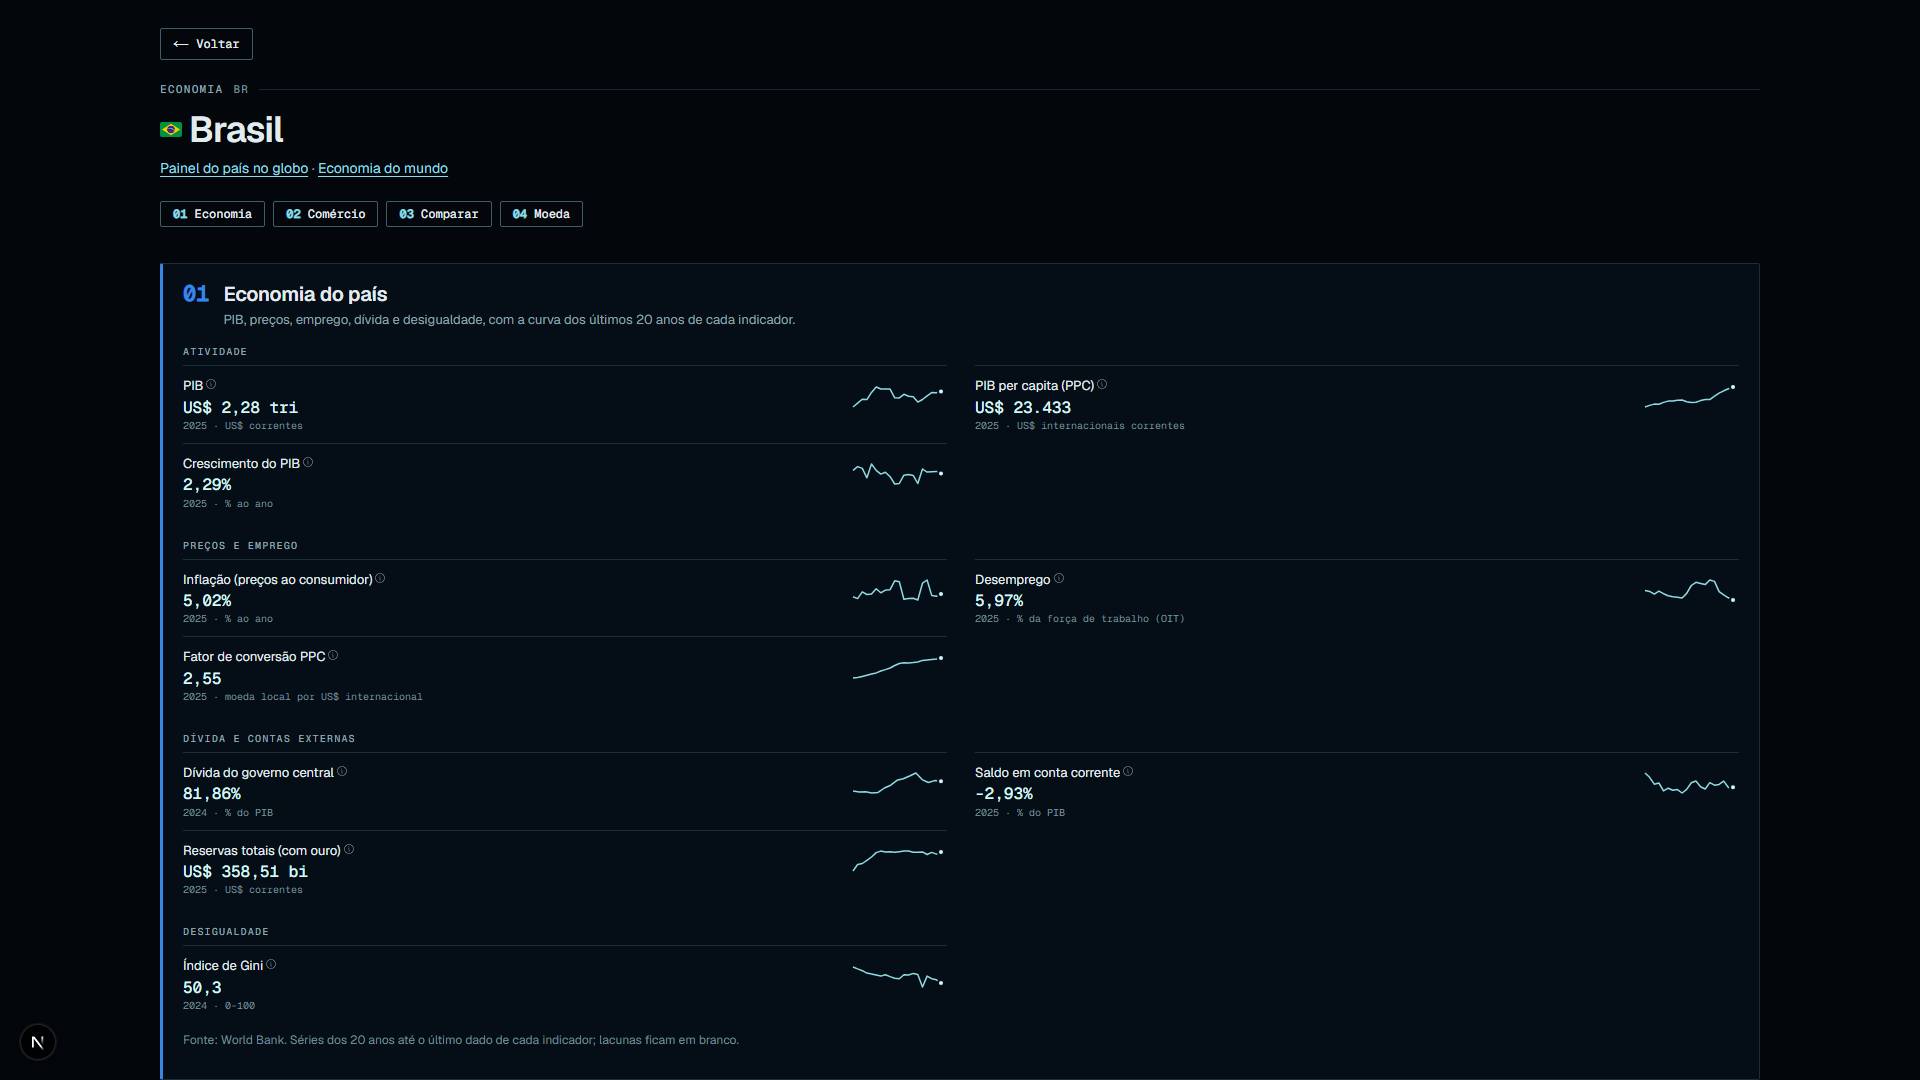 ← Voltar
ECONOMIA BR
Brasil
Painel do país no globo · Economia do mundo
01 Economia 02 Comércio 03 Comparar 04 Moeda
01 Economia do país
PIB, preços, emprego, dívida e desigualdade, com a curva dos últimos 20 anos de cada indicador.
ATIVIDADE
PIB
US$ 2,28 tri
2025 · US$ correntes
PIB per capita (PPC)
US$ 23.433
2025 · US$ internacionais correntes
Crescimento do PIB
2,29%
2025 · % ao ano
PREÇOS E EMPREGO
Inflação (preços ao consumidor)
5,02%
2025 · % ao ano
Desemprego
5,97%
2025 · % da força de trabalho (OIT)
Fator de conversão PPC
2,55
2025 · moeda local por US$ internacional
DÍVIDA E CONTAS EXTERNAS
Dívida do governo central
81,86%
2024 · % do PIB
Saldo em conta corrente
-2,93%
2025 · % do PIB
Reservas totais (com ouro)
US$ 358,51 bi
2025 · US$ correntes
DESIGUALDADE
Índice de Gini
50,3
2024 · 0-100
Fonte: World Bank. Séries dos 20 anos até o último dado de cada indicador; lacunas ficam em branco.
N